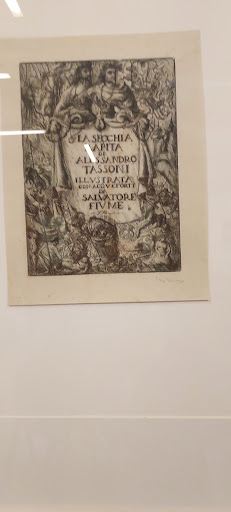 LA SECCHIA
RAPITA
DI
ALESSANDRO
TASSONI
ILLUSTRATA
CON ACQUEFORTI
DA
SALVATORE
FIUME